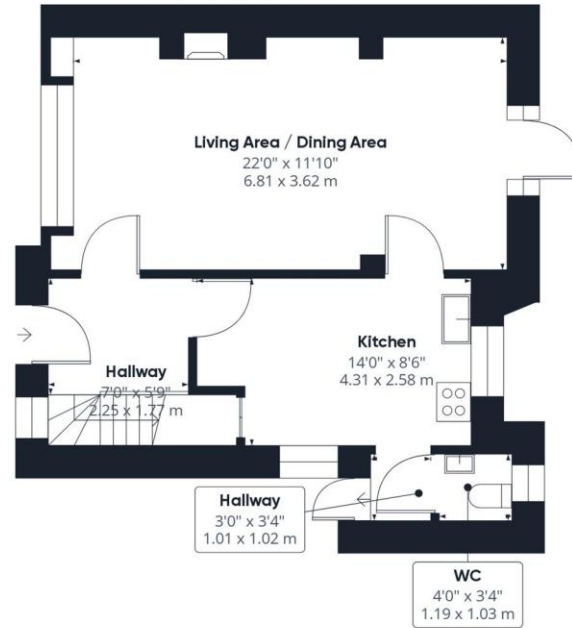 Living Area / Dining Area
22'0" x 11'10"
6.81 x 3.62 m
Kitchen
14'0" x 8'6"
4.31 x 2.58 m
Hallway
7'0" x 5'9"
2.25 x 1.77 m
Hallway
3'0" x 3'4"
1.01 x 1.02 m
WC
4'0" x 3'4"
1.19 x 1.03 m